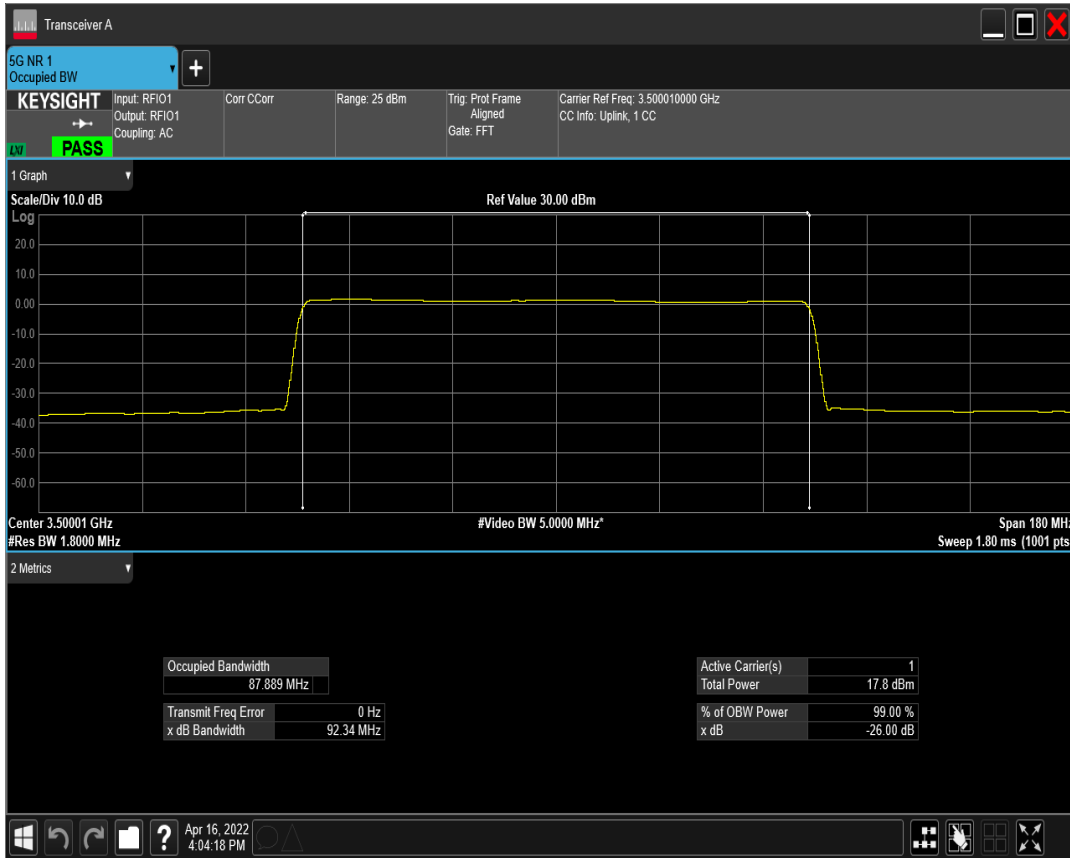 Transceiver A
5G NR 1
Occupied BW
+
KEYSIGHT
LXI
PASS
Input: RFIO1
Output: RFIO1
Coupling: AC
Corr CCorr
Range: 25 dBm
Trig: Prot Frame
Aligned
Gate: FFT
Carrier Ref Freq: 3.500010000 GHz
CC Info: Uplink, 1 CC
1 Graph
Scale/Div 10.0 dB
Ref Value 30.00 dBm
Log
20.0
10.0
0.00
-10.0
-20.0
-30.0
-40.0
-50.0
-60.0
Center 3.50001 GHz
#Video BW 5.0000 MHz*
Span 180 MHz
#Res BW 1.8000 MHz
Sweep 1.80 ms (1001 pts
2 Metrics
Occupied Bandwidth
87.889 MHz
Transmit Freq Error 0 Hz
x dB Bandwidth 92.34 MHz
Active Carrier(s) 1
Total Power 17.8 dBm
% of OBW Power 99.00 %
x dB -26.00 dB
?
Apr 16, 2022
4:04:18 PM